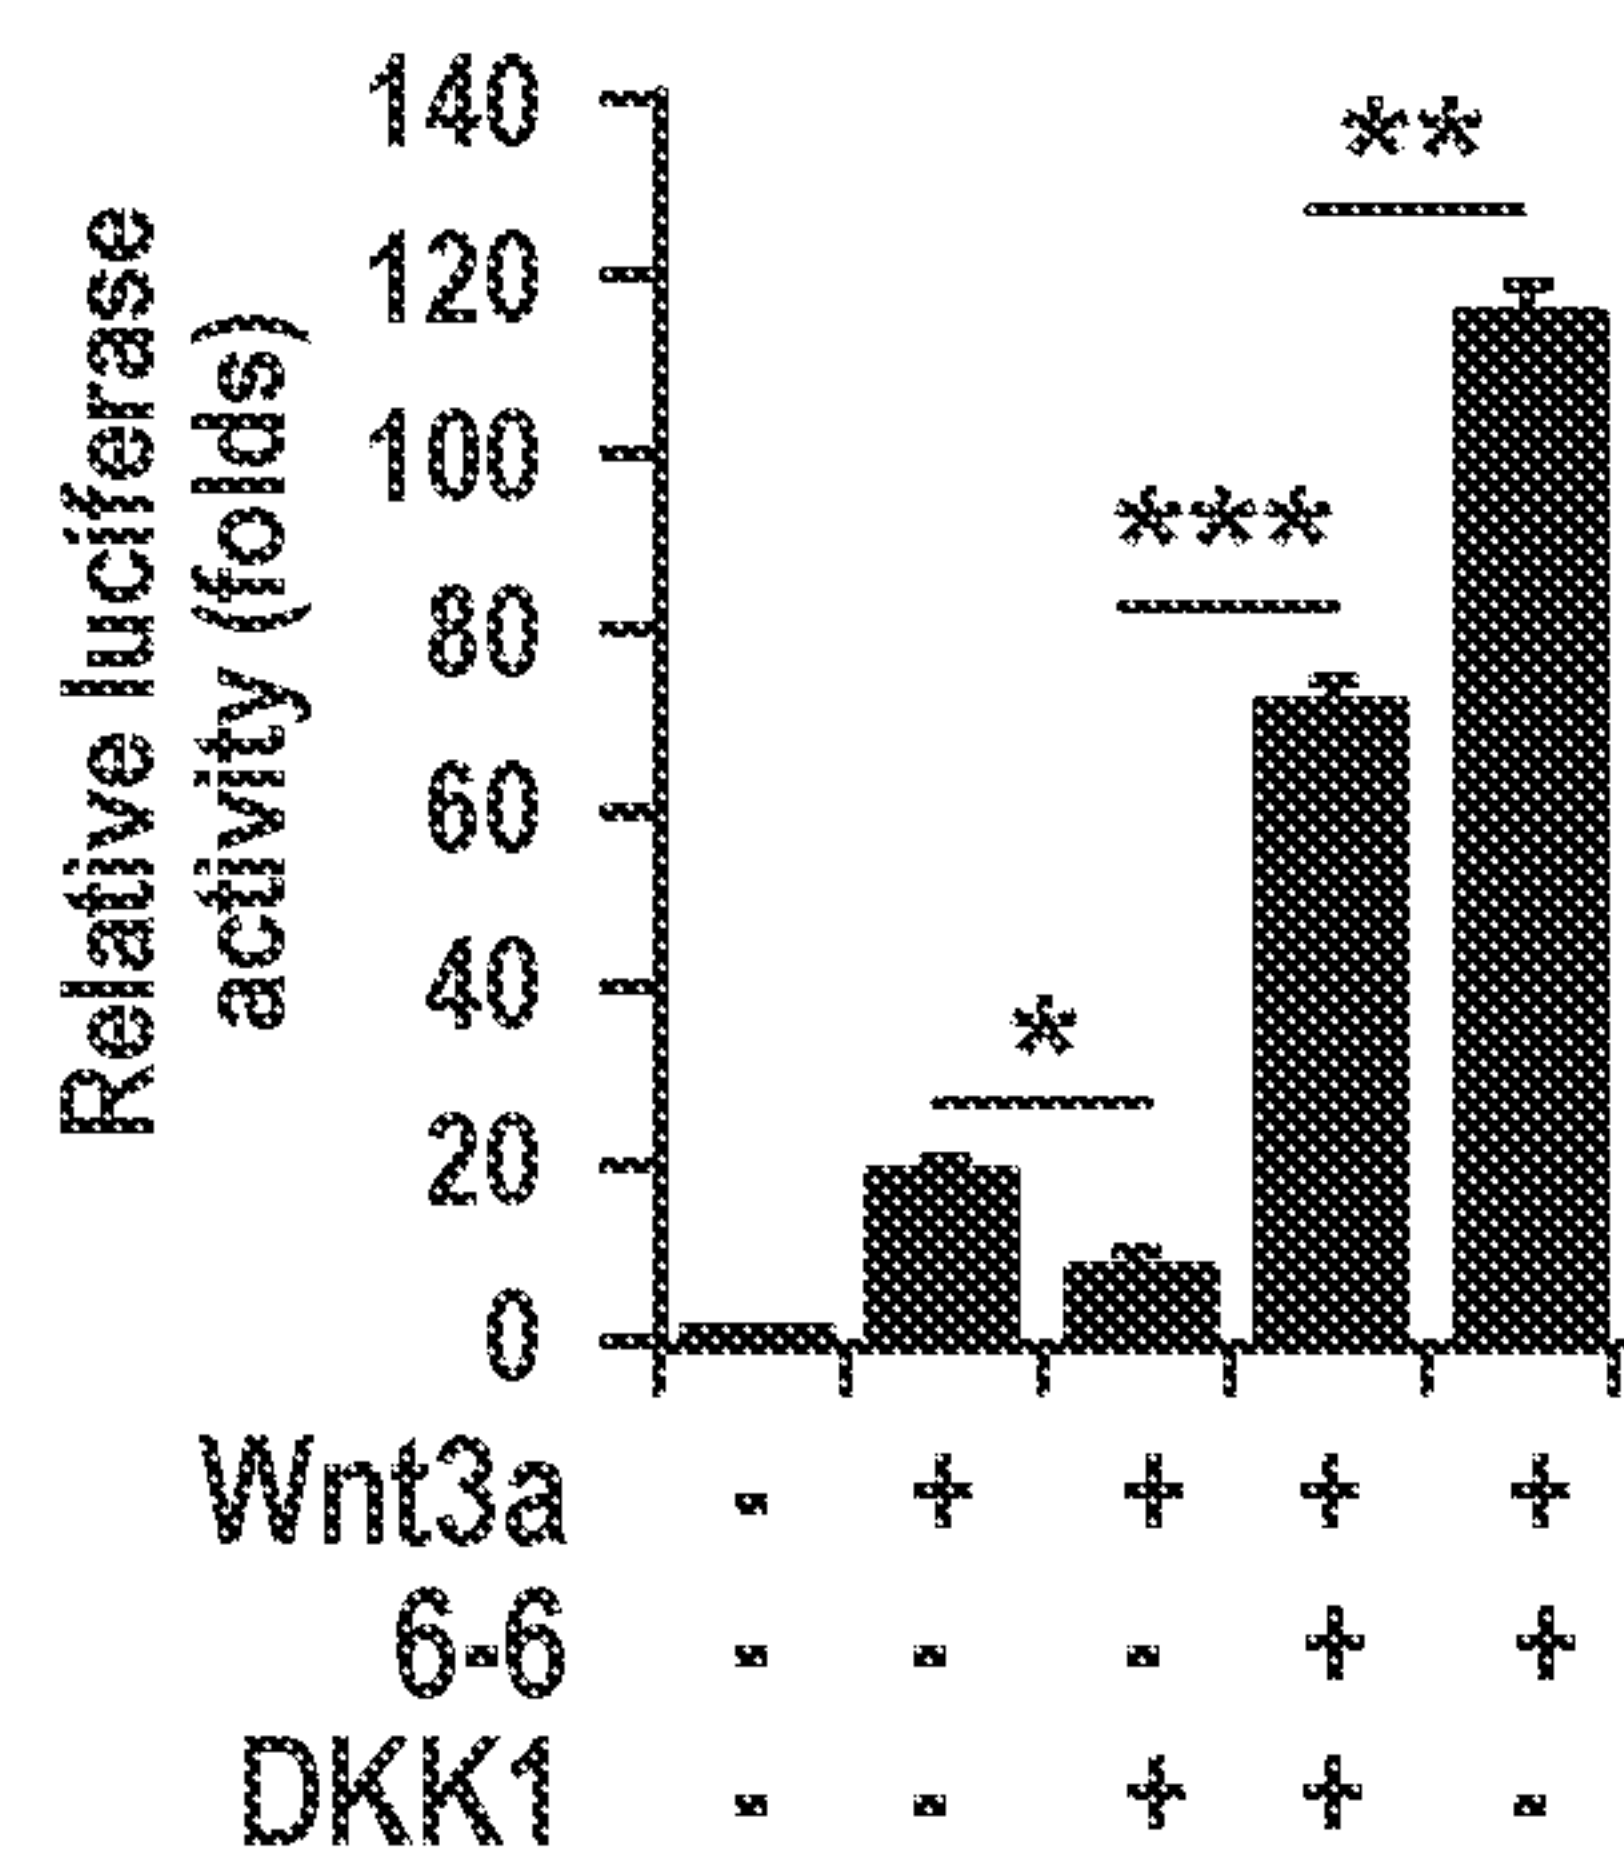 Relative luciferase
activity (folds)
140
120
100
80
60
40
20
0
**
***
*
Wnt3a - + + + +
6-6 - - - + +
DKK1 - - + + -